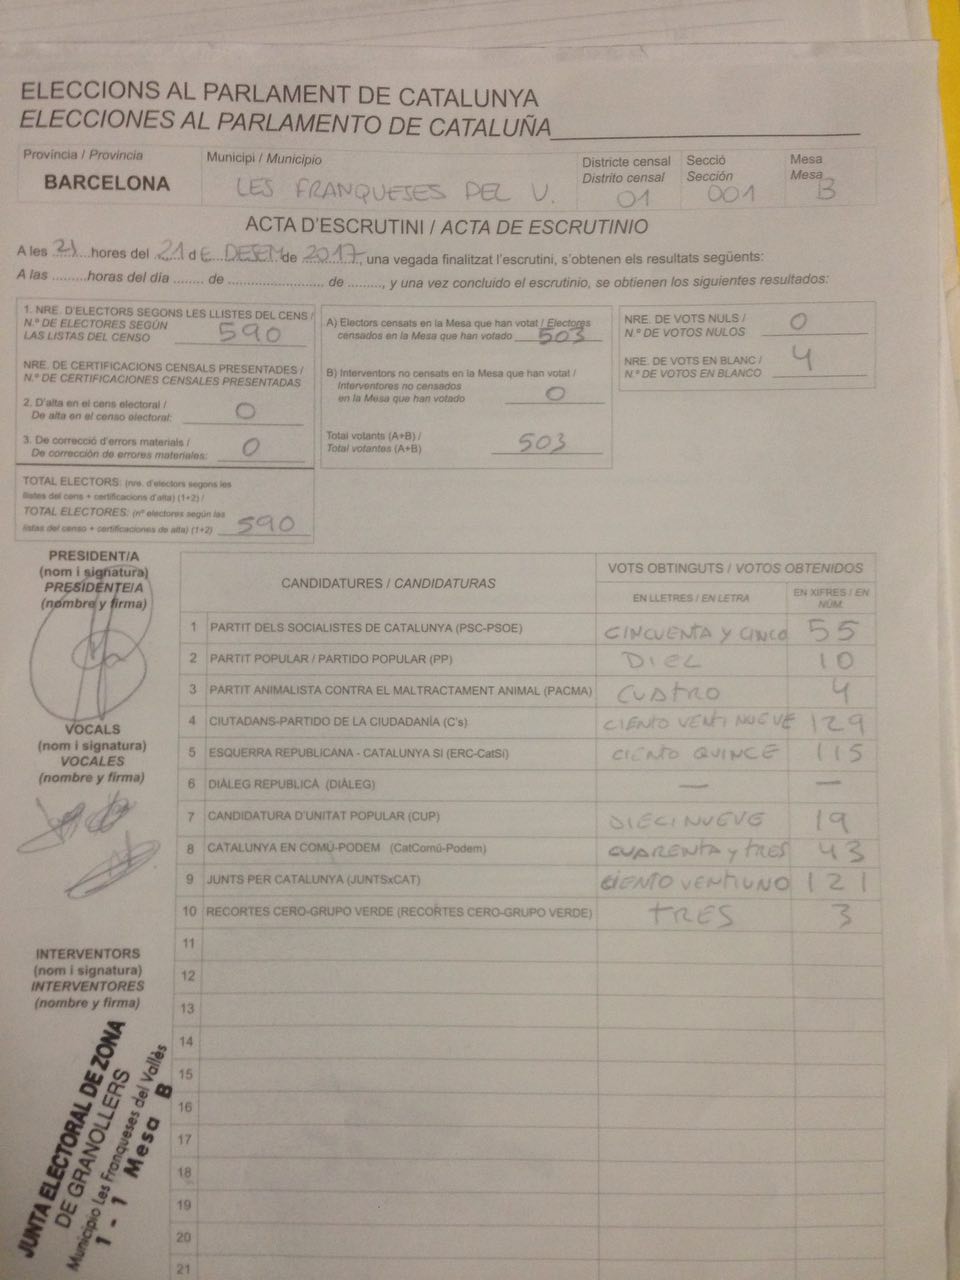 ELECCIONS AL PARLAMENT DE CATALUNYA
ELECCIONES AL PARLAMENTO DE CATALUÑA
Província / Provincia
BARCELONA
Municipi / Municipio
LES FRANQUESES DEL V.
Districte censal
Distrito censal
01
Secció
Sección
001
Mesa
Mesa
B
ACTA D'ESCRUTINI / ACTA DE ESCRUTINIO
A les 21 hores del 21 d E DESEM de 2017, una vegada finalitzat l'escrutini, s'obtenen els resultats següents:
A las .........horas del día ........ de ........................ de ........, y una vez concluido el escrutinio, se obtienen los siguientes resultados:
1. NRE. D'ELECTORS SEGONS LES LLISTES DEL CENS /
N.º DE ELECTORES SEGÚN
LAS LISTAS DEL CENSO 590
NRE. DE CERTIFICACIONS CENSALS PRESENTADES /
N.º DE CERTIFICACIONES CENSALES PRESENTADAS
2. D'alta en el cens electoral /
De alta en el censo electoral: 0
3. De correcció d'errors materials /
De corrección de errores materiales: 0
TOTAL ELECTORS: (nre. d'electors segons les
llistes del cens + certificacions d'alta) (1+2) /
TOTAL ELECTORES: (nº electores según las
listas del censo + certificaciones de alta) (1+2) 590
A) Electors censats en la Mesa que han votat / Electores
censados en la Mesa que han votado 503
B) Interventors no censats en la Mesa que han votat /
Interventores no censados
en la Mesa que han votado 0
Total votants (A+B) /
Total votantes (A+B) 503
NRE. DE VOTS NULS /
N.º DE VOTOS NULOS 0
NRE. DE VOTS EN BLANC /
N.º DE VOTOS EN BLANCO 4
PRESIDENT/A
(nom i signatura)
PRESIDENTE/A
(nombre y firma)
VOCALS
(nom i signatura)
VOCALES
(nombre y firma)
INTERVENTORS
(nom i signatura)
INTERVENTORES
(nombre y firma)
JUNTA ELECTORAL DE ZONA
DE GRANOLLERS
Municipio Les Franqueses del Vallès
1 - 1 Mesa B
CANDIDATURES / CANDIDATURAS
VOTS OBTINGUTS / VOTOS OBTENIDOS
EN LLETRES / EN LETRA
EN XIFRES / EN
NÚM.
1 PARTIT DELS SOCIALISTES DE CATALUNYA (PSC-PSOE) CINCUENTA Y CINCO 55
2 PARTIT POPULAR / PARTIDO POPULAR (PP) DIEZ 10
3 PARTIT ANIMALISTA CONTRA EL MALTRACTAMENT ANIMAL (PACMA) CUATRO 4
4 CIUTADANS-PARTIDO DE LA CIUDADANÍA (C's) CIENTO VENTI NUEVE 129
5 ESQUERRA REPUBLICANA - CATALUNYA SÍ (ERC-CatSí) CIENTO QUINCE 115
6 DIÀLEG REPUBLICÀ (DIÀLEG) — —
7 CANDIDATURA D'UNITAT POPULAR (CUP) DIECINUEVE 19
8 CATALUNYA EN COMÚ-PODEM (CatComú-Podem) CUARENTA Y TRES 43
9 JUNTS PER CATALUNYA (JUNTSxCAT) CIENTO VENTIUNO 121
10 RECORTES CERO-GRUPO VERDE (RECORTES CERO-GRUPO VERDE) TRES 3
11
12
13
14
15
16
17
18
19
20
21